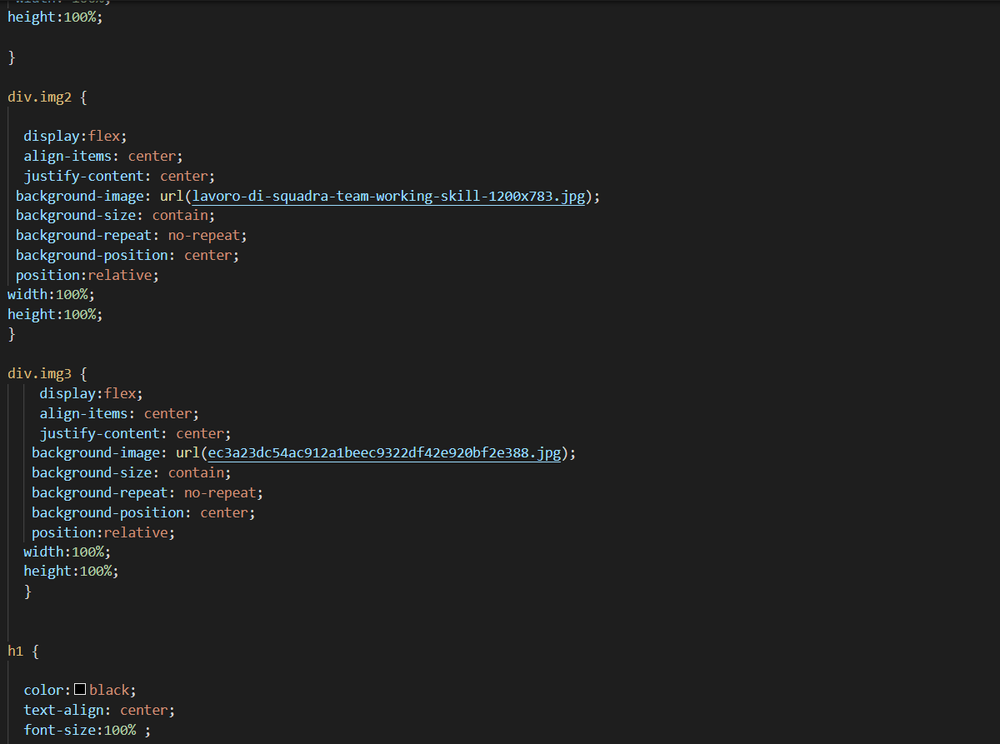 width: 100%;
height:100%;
}
div.img2 {
display:flex;
align-items: center;
justify-content: center;
background-image: url(lavoro-di-squadra-team-working-skill-1200x783.jpg);
background-size: contain;
background-repeat: no-repeat;
background-position: center;
position:relative;
width:100%;
height:100%;
}
div.img3 {
display:flex;
align-items: center;
justify-content: center;
background-image: url(ec3a23dc54ac912a1beec9322df42e920bf2e388.jpg);
background-size: contain;
background-repeat: no-repeat;
background-position: center;
position:relative;
width:100%;
height:100%;
}
h1 {
color:black;
text-align: center;
font-size:100% ;